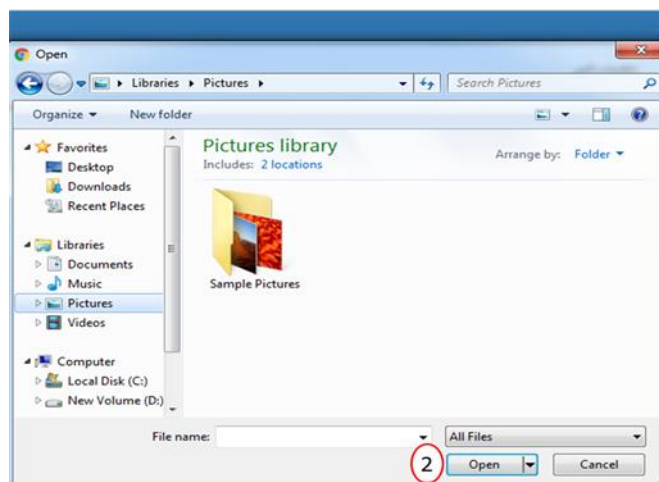 Open
Libraries Pictures Search Pictures
Organize New folder
Favorites
Desktop
Downloads
Recent Places
Libraries
Documents
Music
Pictures
Videos
Computer
Local Disk (C:)
New Volume (D:)
Pictures library
Includes: 2 locations
Arrange by: Folder
Sample Pictures
File name: All Files
2 Open Cancel